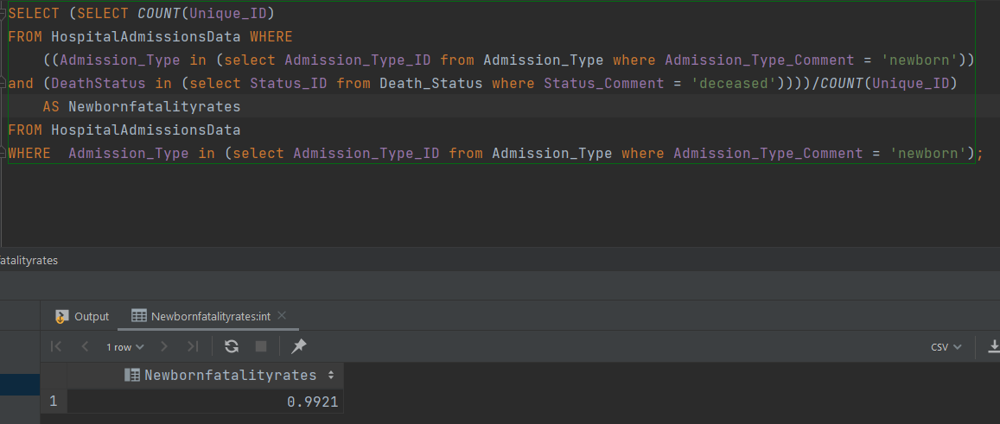 SELECT (SELECT COUNT(Unique_ID)
FROM HospitalAdmissionsData WHERE
((Admission_Type in (select Admission_Type_ID from Admission_Type where Admission_Type_Comment = 'newborn'))
and (DeathStatus in (select Status_ID from Death_Status where Status_Comment = 'deceased'))))/COUNT(Unique_ID)
AS Newbornfatalityrates
FROM HospitalAdmissionsData
WHERE  Admission_Type in (select Admission_Type_ID from Admission_Type where Admission_Type_Comment = 'newborn');
atalityrates
Output Newbornfatalityrates:int
1 row CSV
Newbornfatalityrates
1 0.9921